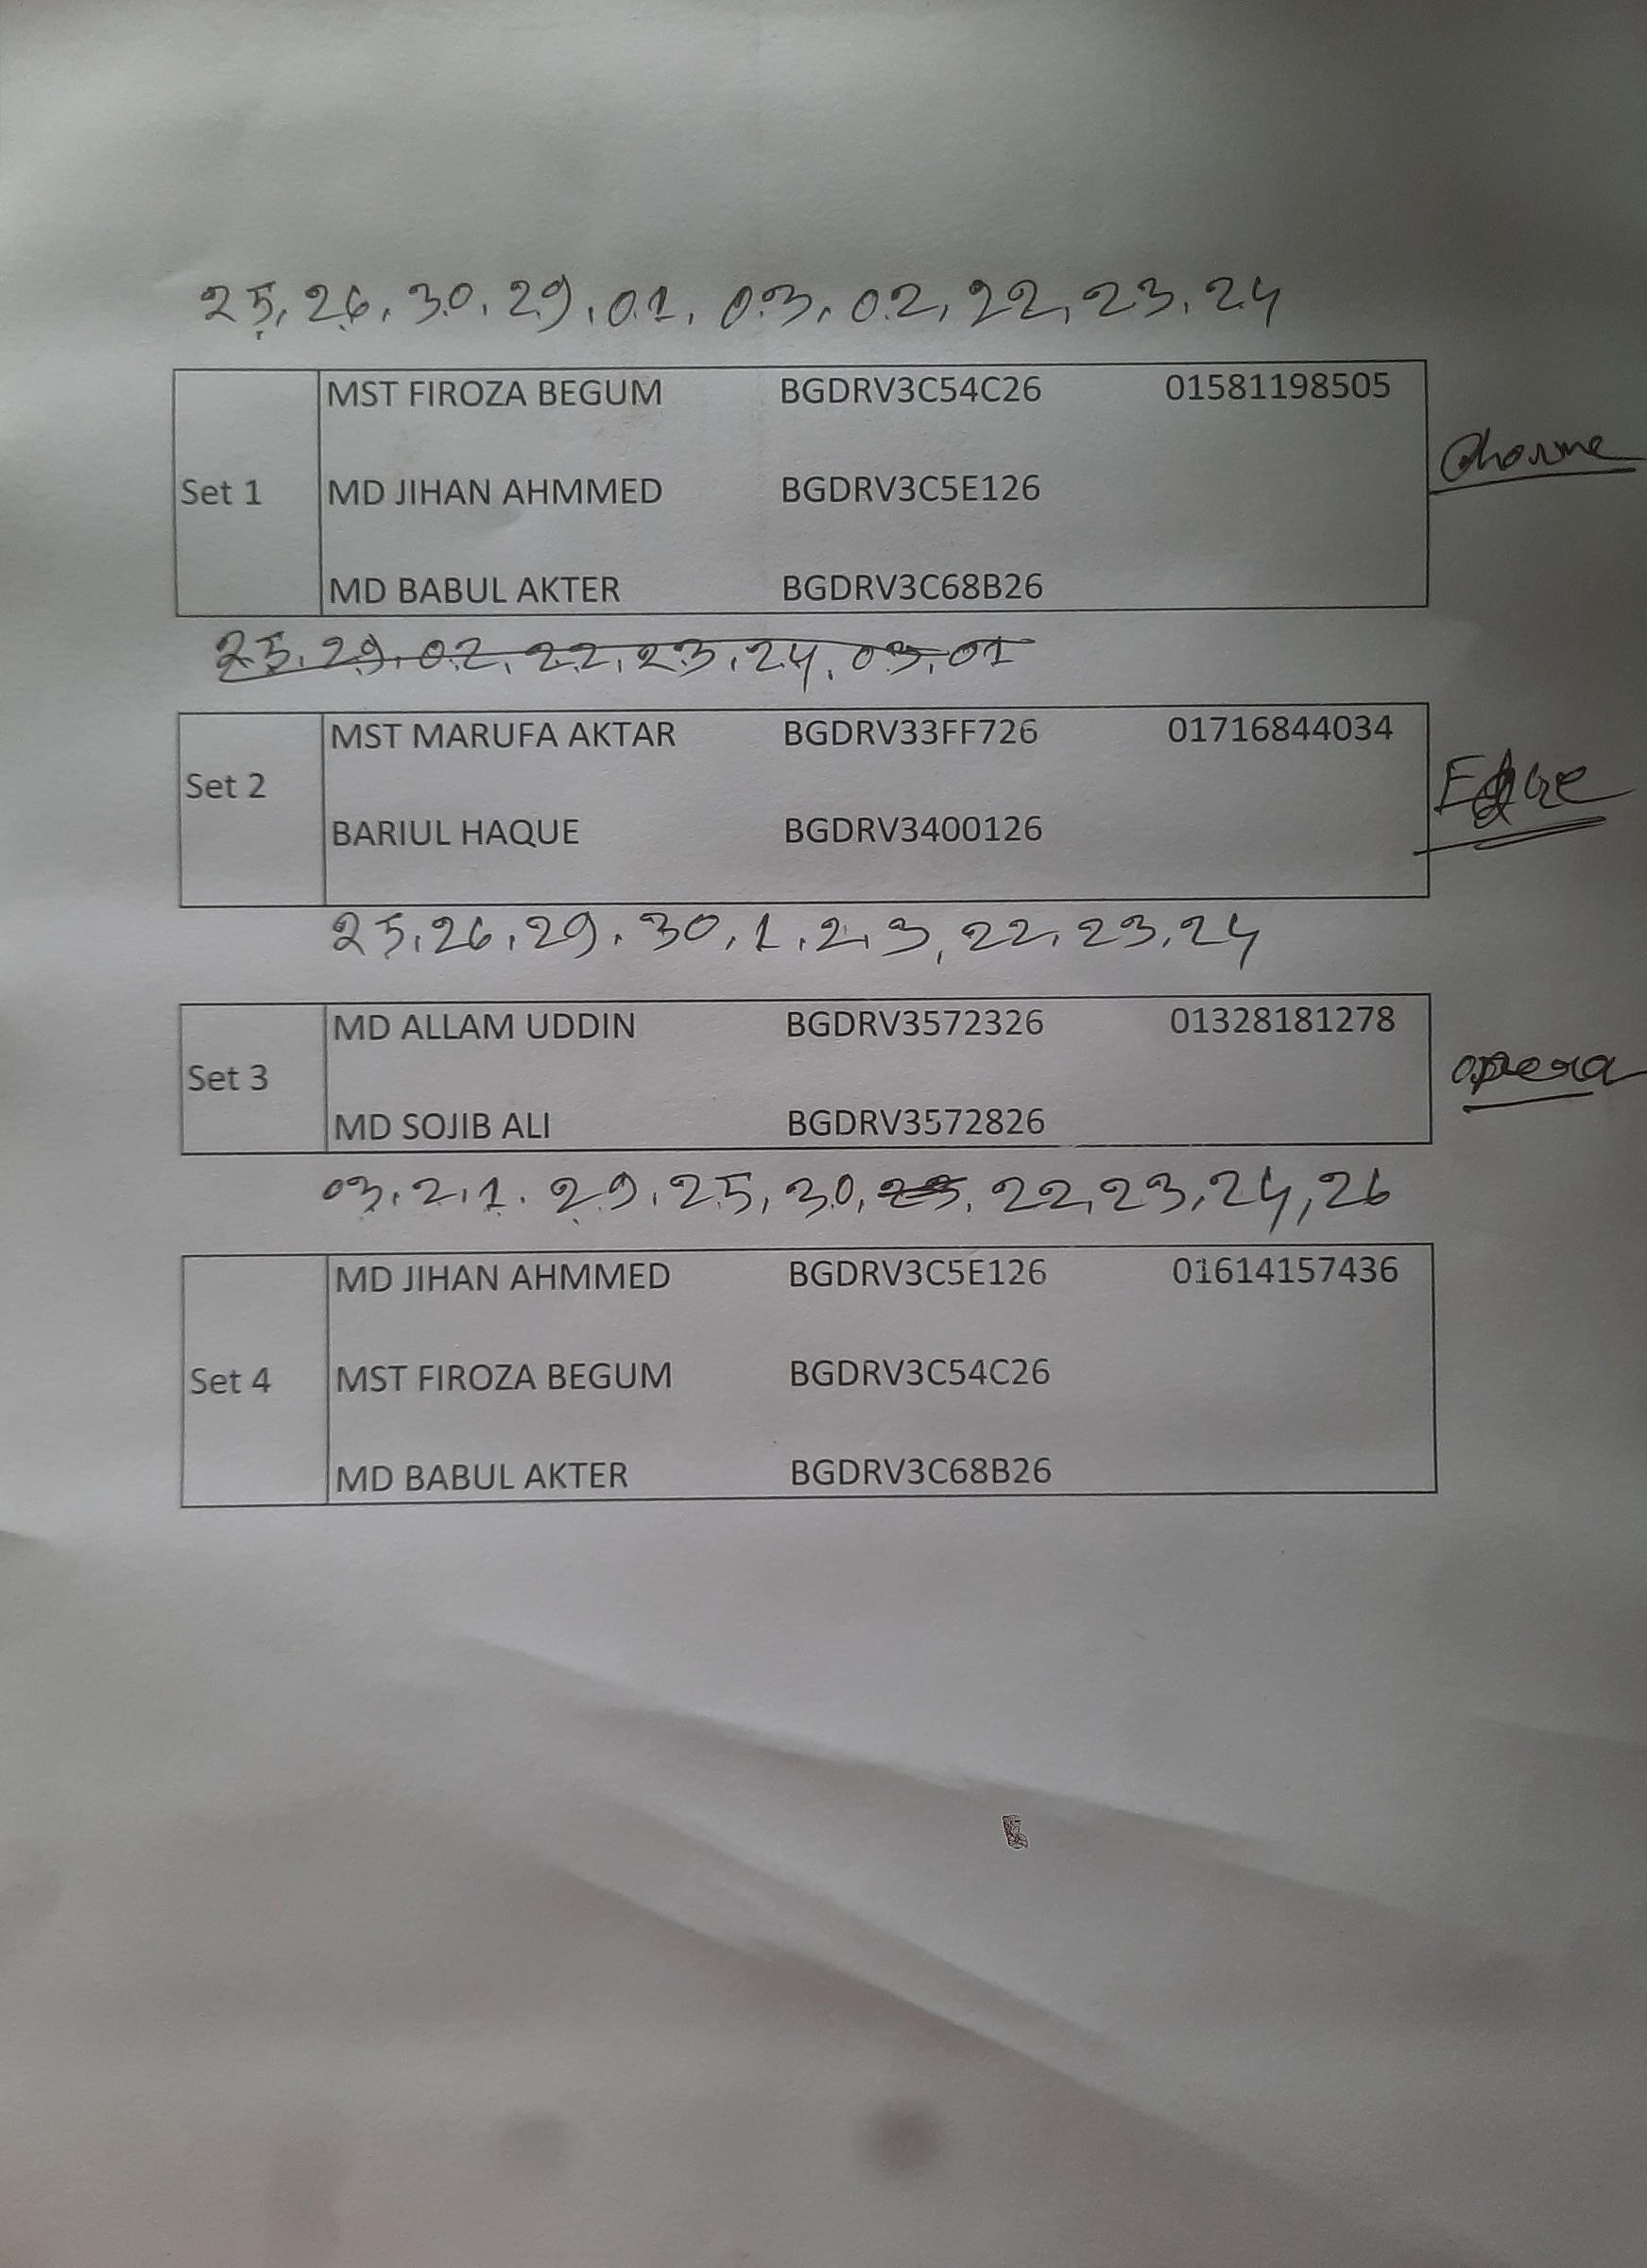 25, 26, 30, 29, 01, 03, 02, 22, 23, 24
MST FIROZA BEGUM BGDRV3C54C26 01581198505
Set 1 MD JIHAN AHMMED BGDRV3C5E126
MD BABUL AKTER BGDRV3C68B26
25, 29, 02, 22, 23, 24, 03, 01
MST MARUFA AKTAR BGDRV33FF726 01716844034
Set 2
BARIUL HAQUE BGDRV3400126
25, 26, 29, 30, 1, 2, 3, 22, 23, 24
MD ALLAM UDDIN BGDRV3572326 01328181278
Set 3 opera
MD SOJIB ALI BGDRV3572826
03, 2, 1, 29, 25, 30, 22, 23, 24, 26
MD JIHAN AHMMED BGDRV3C5E126 01614157436
Set 4 MST FIROZA BEGUM BGDRV3C54C26
MD BABUL AKTER BGDRV3C68B26